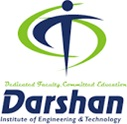 Dedicated Faculty Committed Education
Darshan
Institute of Engineering & Technology